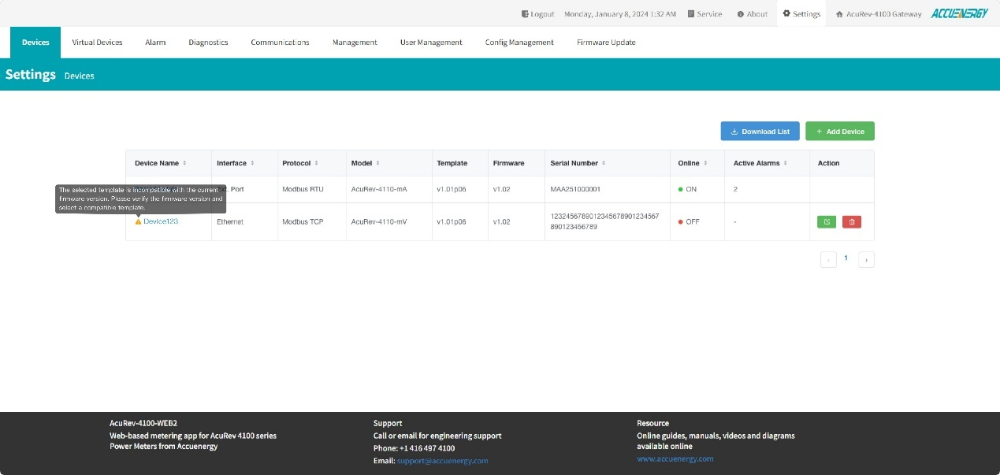 Logout Monday, January 8, 2024 1:32 AM Service About Settings AcuRev-4100 Gateway ACCUENERGY
Devices Virtual Devices Alarm Diagnostics Communications Management User Management Config Management Firmware Update
Settings Devices
Download List + Add Device
Device Name Interface Protocol Model Template Firmware Serial Number Online Active Alarms Action
The selected template is incompatible with the current
firmware version. Please verify the firmware version and
select a compatible template.
Ext. Port Modbus RTU AcuRev-4110-mA v1.01p06 v1.02 MAA251000001 ON 2
Device123 Ethernet Modbus TCP AcuRev-4110-mV v1.01p06 v1.02 1232456789012345678901234567
890123456789 OFF -
‹ 1 ›
AcuRev-4100-WEB2
Web-based metering app for AcuRev 4100 series
Power Meters from Accuenergy
Support
Call or email for engineering support
Phone: +1 416 497 4100
Email: support@accuenergy.com
Resource
Online guides, manuals, videos and diagrams
available online
www.accuenergy.com